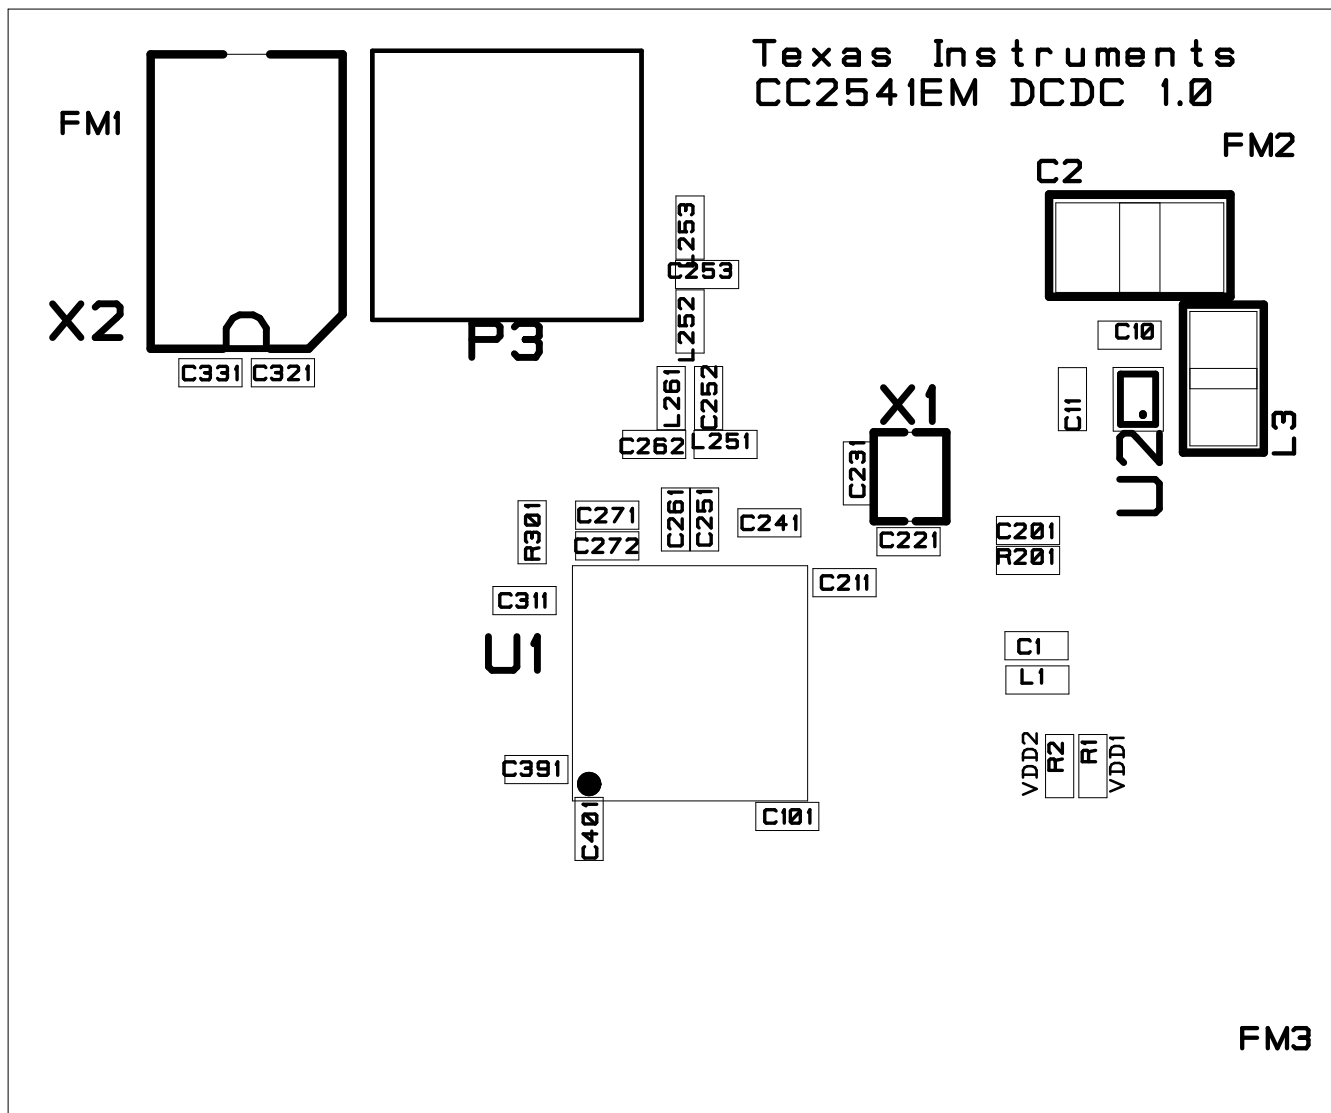 Texas Instruments
CC2541EM DCDC 1.0
FM1
FM2
C2
L253
C253
X2
P3
L252
C10
C331
C321
L261
C252
X1
C11
L3
C262
L251
C231
U2
R301
C271
C261
C251
C241
C201
C272
C221
R201
C311
C211
U1
C1
L1
VDD2
R2
R1
VDD1
C391
C401
C101
FM3